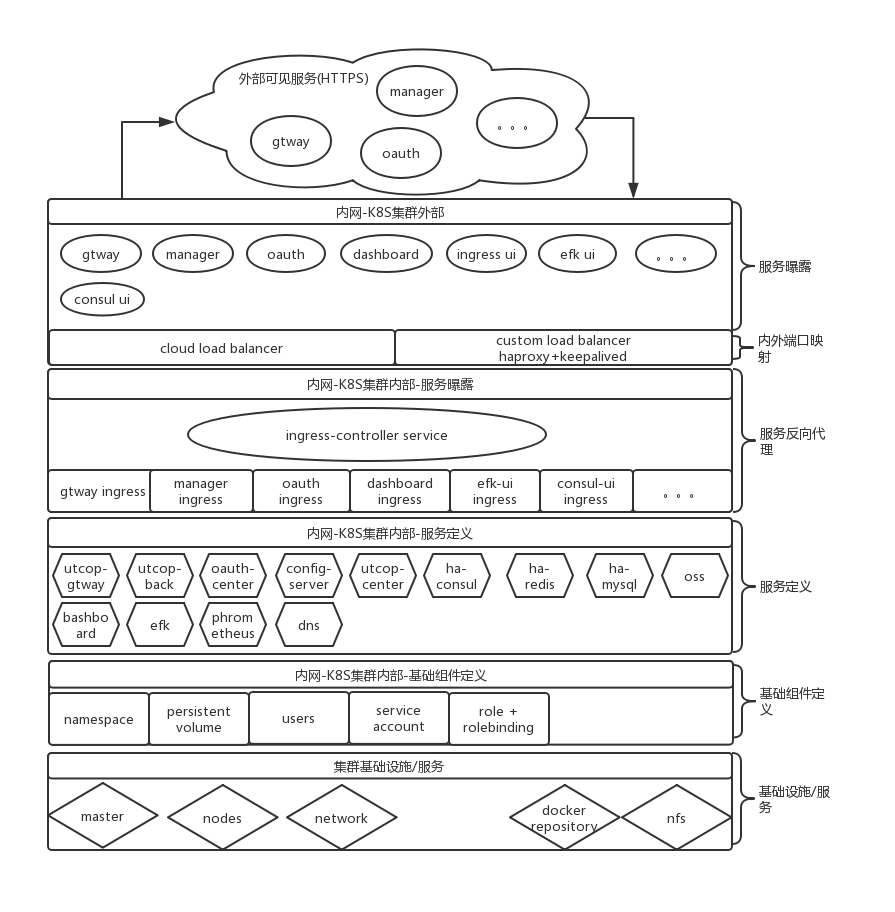 外部可见服务(HTTPS)
manager
gtway
oauth
。。。
内网-K8S集群外部
gtway
manager
oauth
dashboard
ingress ui
efk ui
。。。
consul ui
服务曝露
cloud load balancer
custom load balancer
haproxy+keepalived
内外端口映
射
内网-K8S集群内部-服务曝露
ingress-controller service
服务反向代
理
gtway ingress
manager
ingress
oauth
ingress
dashboard
ingress
efk-ui
ingress
consul-ui
ingress
。。。
内网-K8S集群内部-服务定义
utcop-
gtway
utcop-
back
oauth-
center
config-
server
utcop-
center
ha-
consul
ha-
redis
ha-
mysql
oss
服务定义
bashbo
ard
efk
phrom
etheus
dns
内网-K8S集群内部-基础组件定义
namespace
persistent
volume
users
service
account
role +
rolebinding
基础组件定
义
集群基础设施/服务
master
nodes
network
docker
repository
nfs
基础设施/服
务